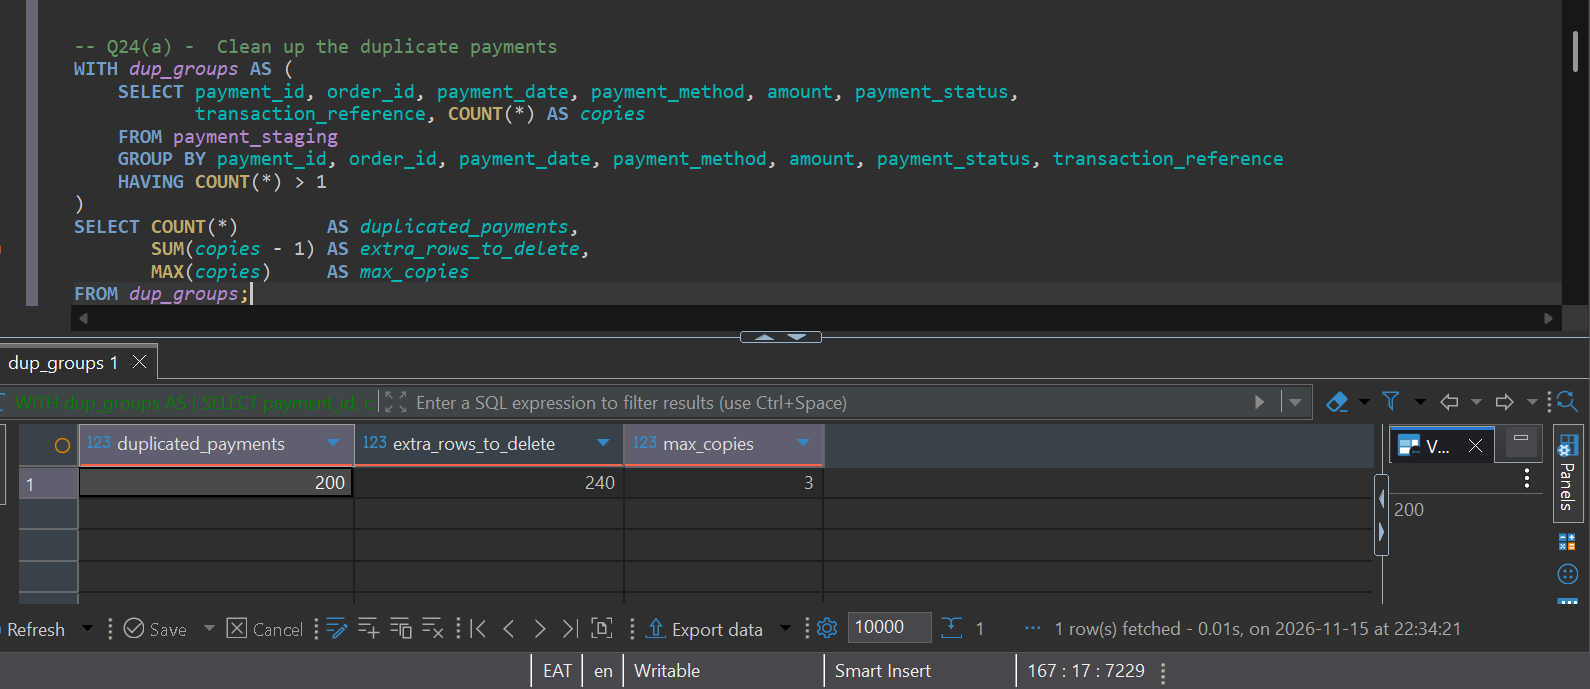 -- Q24(a) -  Clean up the duplicate payments
WITH dup_groups AS (
    SELECT payment_id, order_id, payment_date, payment_method, amount, payment_status,
           transaction_reference, COUNT(*) AS copies
    FROM payment_staging
    GROUP BY payment_id, order_id, payment_date, payment_method, amount, payment_status, transaction_reference
    HAVING COUNT(*) > 1
)
SELECT COUNT(*)        AS duplicated_payments,
       SUM(copies - 1) AS extra_rows_to_delete,
       MAX(copies)     AS max_copies
FROM dup_groups;
dup_groups 1
WITH dup_groups AS ( SELECT payment_id, c Enter a SQL expression to filter results (use Ctrl+Space)
123 duplicated_payments 123 extra_rows_to_delete 123 max_copies V...
1 200 240 3
200
Panels
Refresh Save Cancel Export data 10000 1 ... 1 row(s) fetched - 0.01s, on 2026-11-15 at 22:34:21
EAT en Writable Smart Insert 167 : 17 : 7229